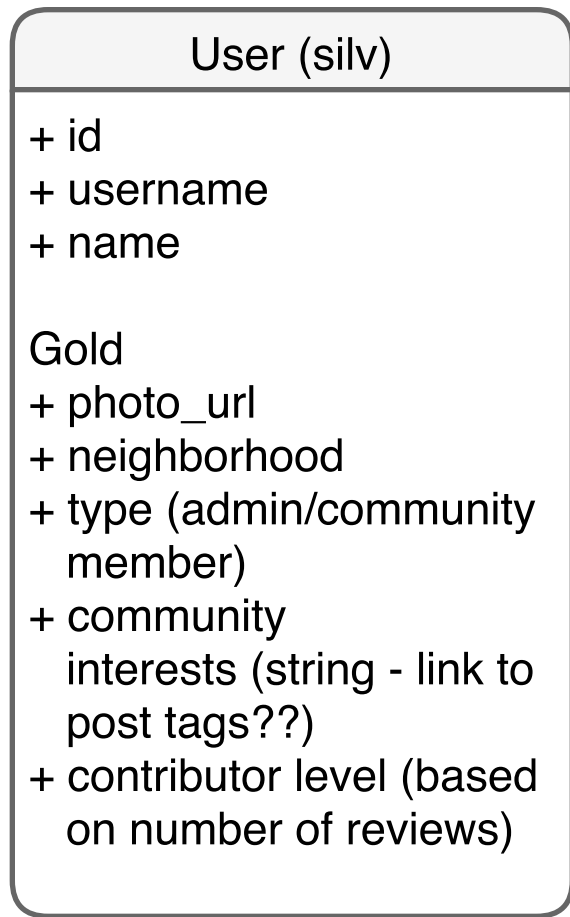 User (silv)
+ id
+ username
+ name
Gold
+ photo_url
+ neighborhood
+ type (admin/community
member)
+ community
interests (string - link to
post tags??)
+ contributor level (based
on number of reviews)